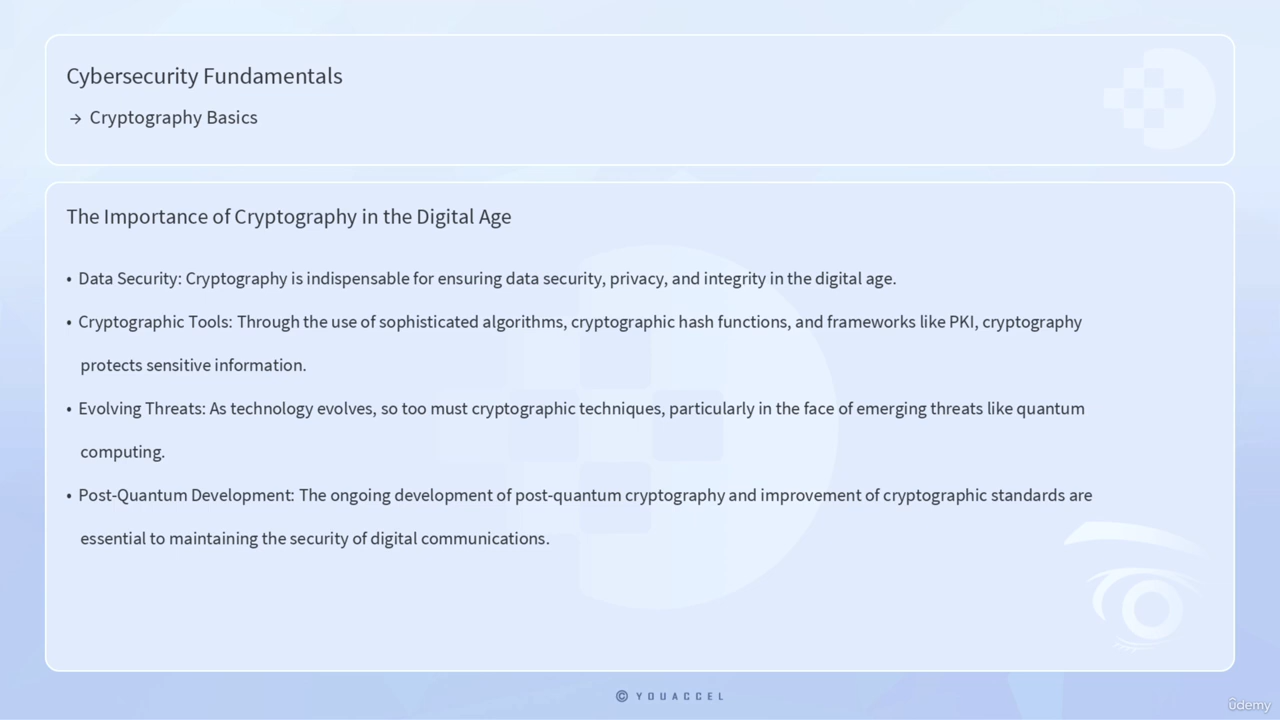 Cybersecurity Fundamentals
→ Cryptography Basics
The Importance of Cryptography in the Digital Age
• Data Security: Cryptography is indispensable for ensuring data security, privacy, and integrity in the digital age.
• Cryptographic Tools: Through the use of sophisticated algorithms, cryptographic hash functions, and frameworks like PKI, cryptography
protects sensitive information.
• Evolving Threats: As technology evolves, so too must cryptographic techniques, particularly in the face of emerging threats like quantum
computing.
• Post-Quantum Development: The ongoing development of post-quantum cryptography and improvement of cryptographic standards are
essential to maintaining the security of digital communications.
© YOUACCEL
ûdemy